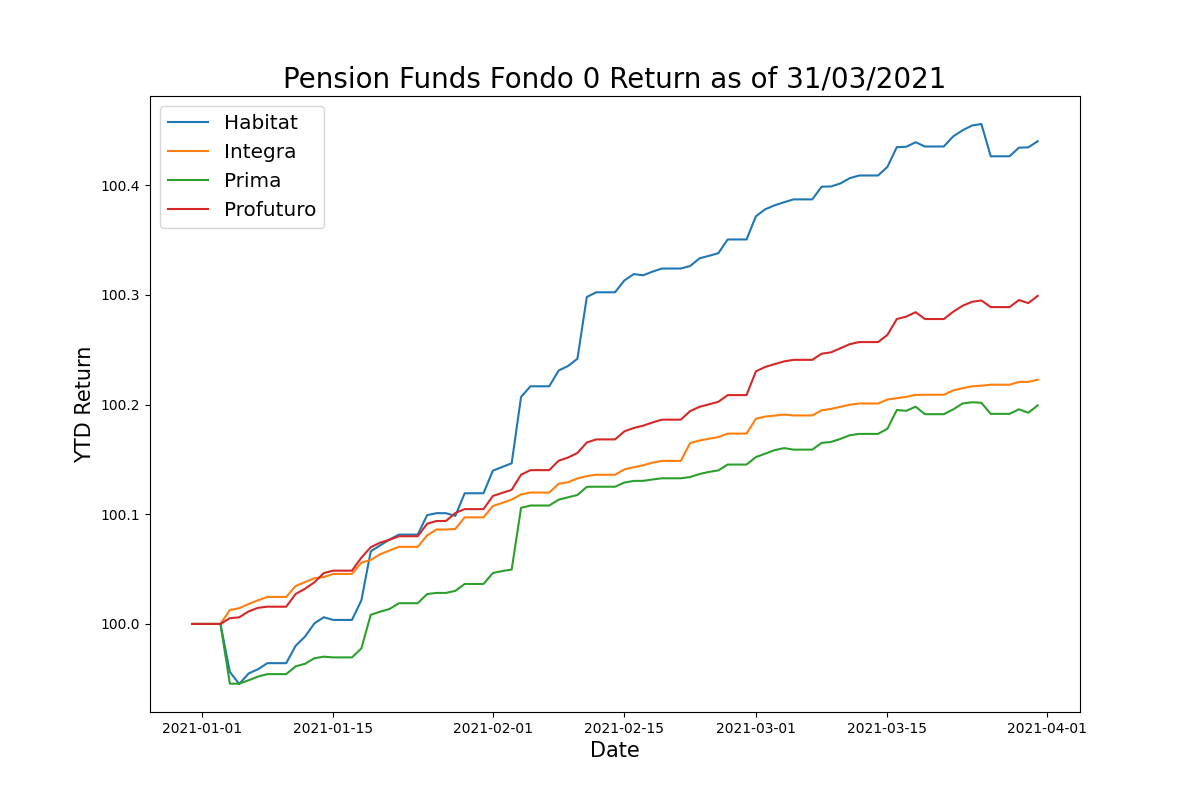 Pension Funds Fondo 0 Return as of 31/03/2021
Habitat
Integra
Prima
Profuturo
YTD Return
100.4
100.3
100.2
100.1
100.0
2021-01-01 2021-01-15 2021-02-01 2021-02-15 2021-03-01 2021-03-15 2021-04-01
Date